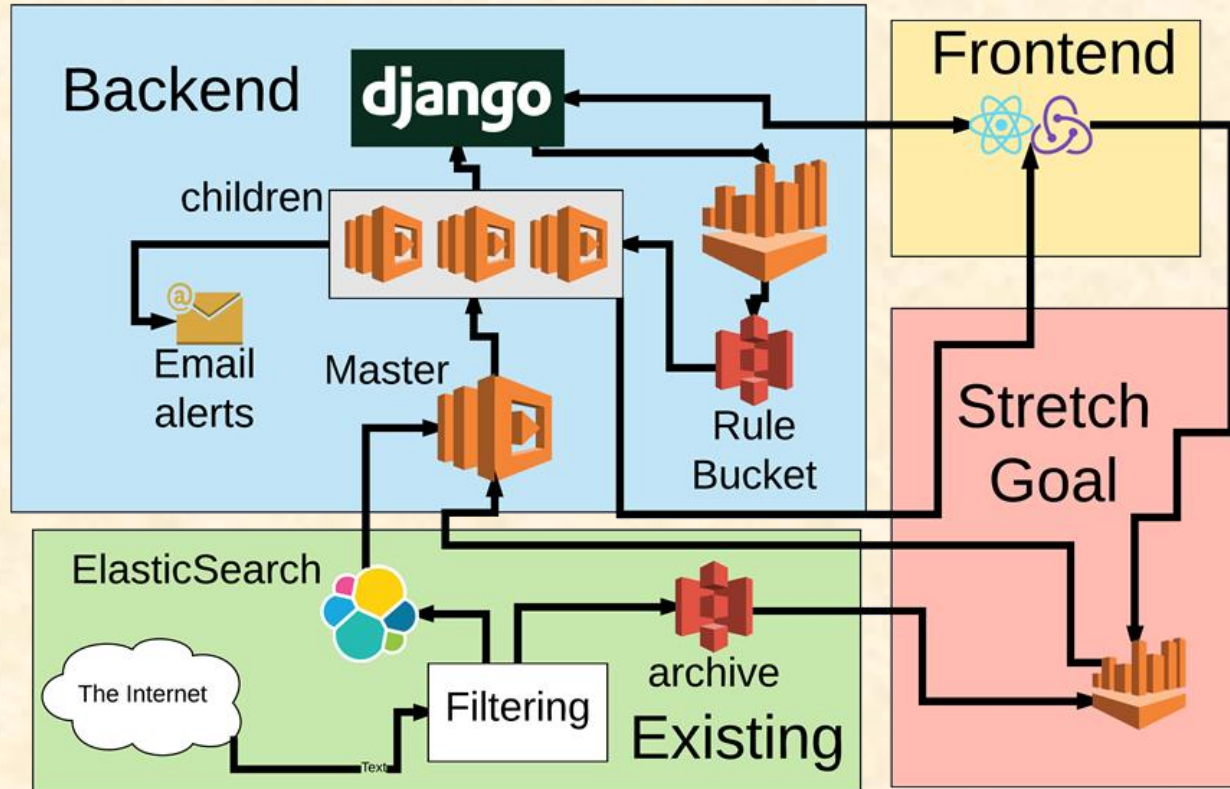 Backend
django
children
Email
alerts
Master
Rule
Bucket
Frontend
Stretch
Goal
ElasticSearch
The Internet
Text
Filtering
archive
Existing